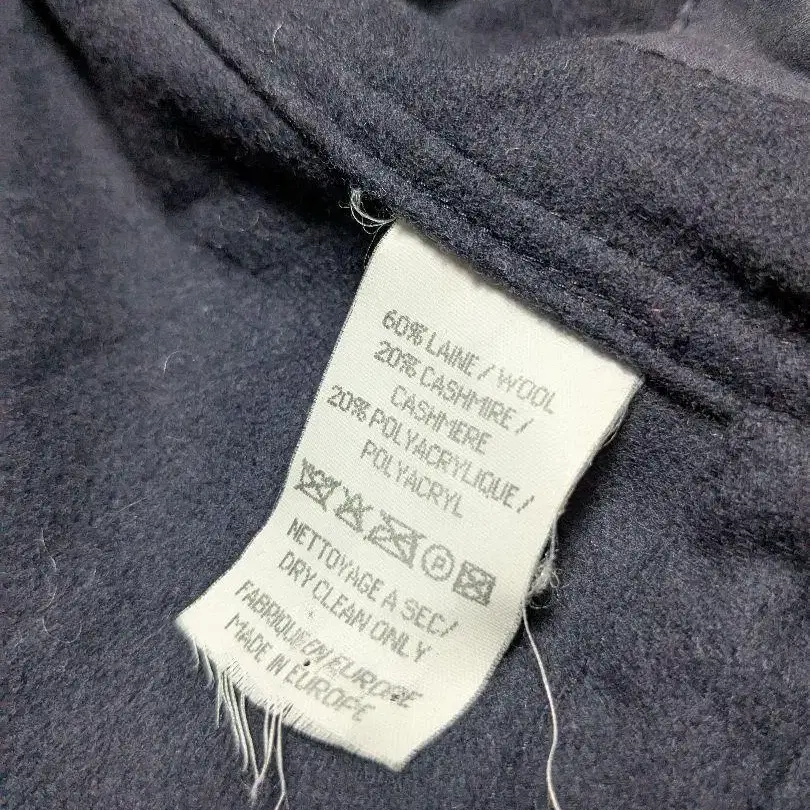 60% LAINE / WOOL
20% CASHMIRE /
CASHMERE
20% POLYACRYLIQUE /
POLYACRYL
P
NETTOYAGE A SEC/
DRY CLEAN ONLY
FABRIQUE EN EUROPE
MADE IN EUROPE